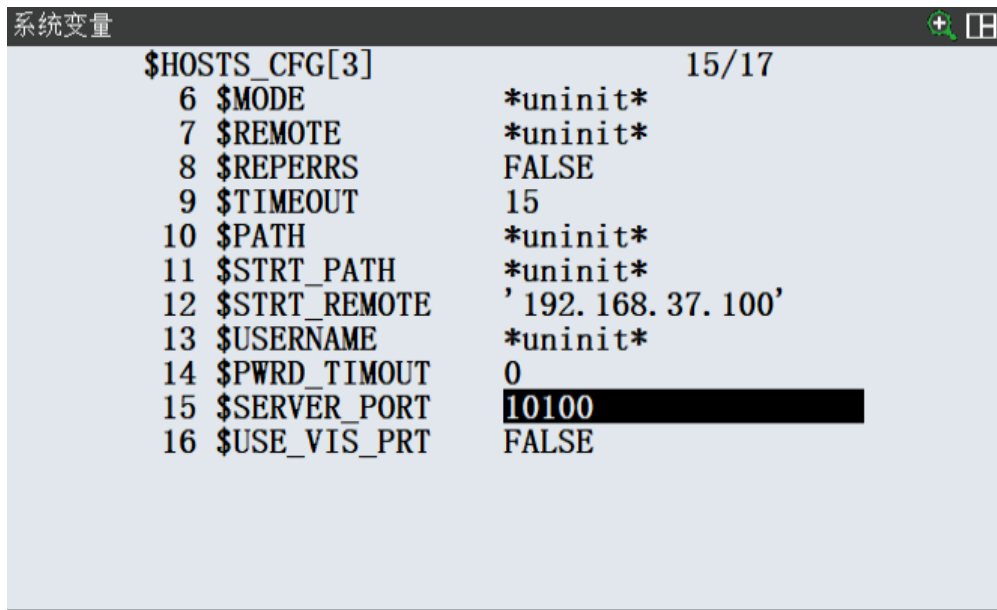 系统变量
$HOSTS_CFG[3] 15/17
6 $MODE *uninit*
7 $REMOTE *uninit*
8 $REPERRS FALSE
9 $TIMEOUT 15
10 $PATH *uninit*
11 $STRT_PATH *uninit*
12 $STRT_REMOTE '192.168.37.100'
13 $USERNAME *uninit*
14 $PWRD_TIMOUT 0
15 $SERVER_PORT 10100
16 $USE_VIS_PRT FALSE